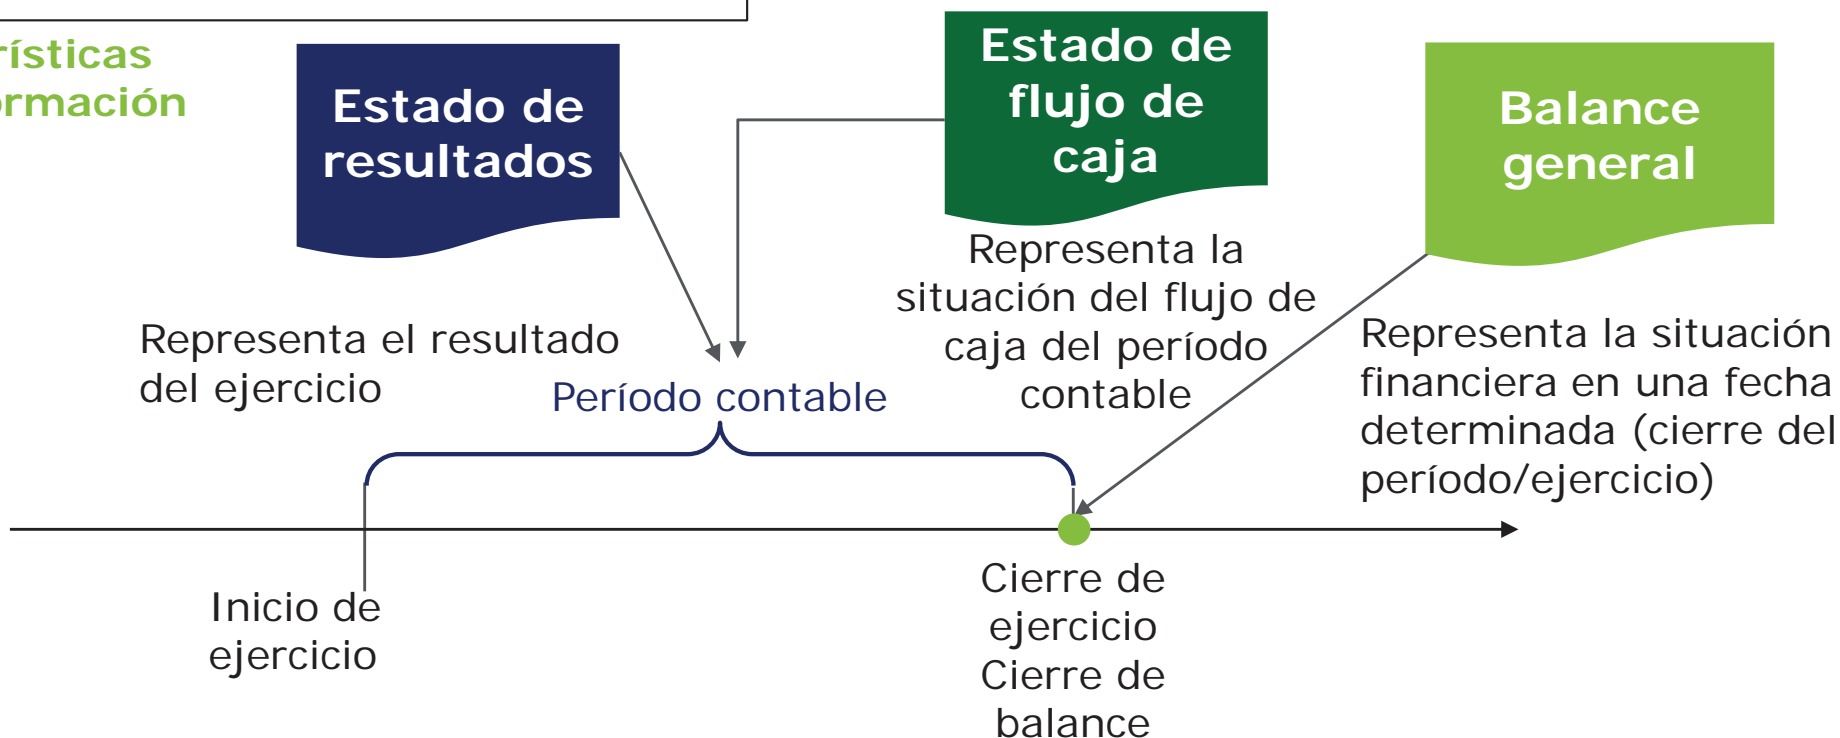 rísticas
ormación
Estado de
resultados
Estado de
flujo de
caja
Balance
general
Representa el resultado
del ejercicio
Representa la
situación del flujo de
caja del período
contable
Representa la situación
financiera en una fecha
determinada (cierre del
período/ejercicio)
Período contable
Inicio de
ejercicio
Cierre de
ejercicio
Cierre de
balance